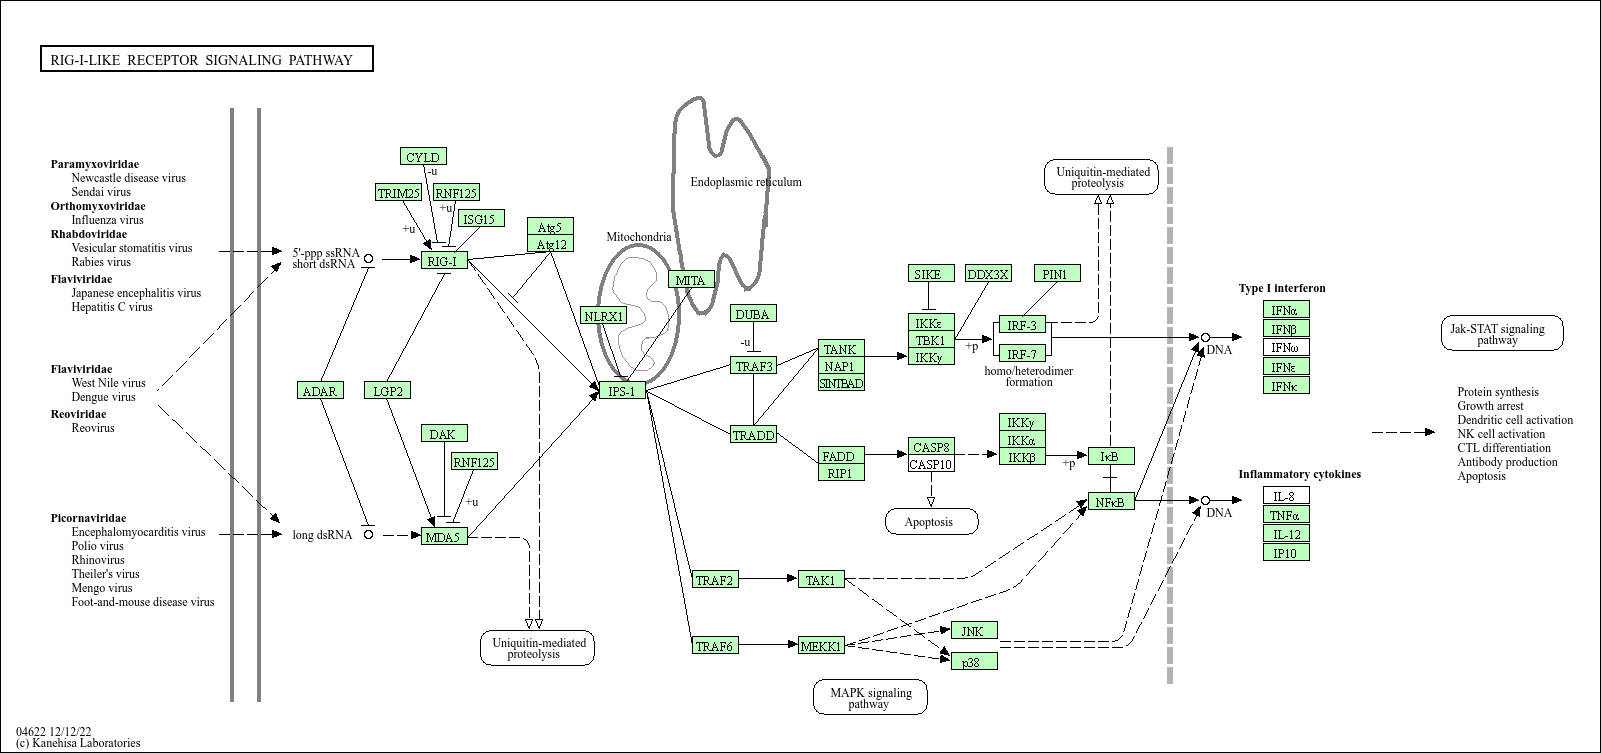 RIG-I-LIKE RECEPTOR SIGNALING PATHWAY
Paramyxoviridae
Newcastle disease virus
Sendai virus
Orthomyxoviridae
Influenza virus
Rhabdoviridae
Vesicular stomatitis virus
Rabies virus
Flaviviridae
Japanese encephalitis virus
Hepatitis C virus
Flaviviridae
West Nile virus
Dengue virus
Reoviridae
Reovirus
Picornaviridae
Encephalomyocarditis virus
Polio virus
Rhinovirus
Theiler's virus
Mengo virus
Foot-and-mouse disease virus
5'-ppp ssRNA
short dsRNA
long dsRNA
ADAR
LGP2
CYLD
-u
TRIM25
RNF125
+u
+u
ISG15
RIG-I
Atg5
Atg12
DAK
RNF125
+u
MDA5
Uniquitin-mediated
proteolysis
Mitochondria
Endoplasmic reticulum
MITA
NLRX1
IPS-1
DUBA
-u
TRAF3
TRADD
TRAF2
TRAF6
TANK
NAP1
SINTBAD
FADD
RIP1
TAK1
MEKK1
MAPK signaling
pathway
SIKE
DDX3X
PIN1
IKKε
TBK1
IKKγ
+p
IRF-3
IRF-7
homo/heterodimer
formation
Uniquitin-mediated
proteolysis
CASP8
CASP10
Apoptosis
IKKγ
IKKα
IKKβ
+p
IκB
NFκB
JNK
p38
DNA
DNA
Type I interferon
IFNα
IFNβ
IFNω
IFNε
IFNκ
Inflammatory cytokines
IL-8
TNFα
IL-12
IP10
Jak-STAT signaling
pathway
Protein synthesis
Growth arrest
Dendritic cell activation
NK cell activation
CTL differentiation
Antibody production
Apoptosis
04622 12/12/22
(c) Kanehisa Laboratories